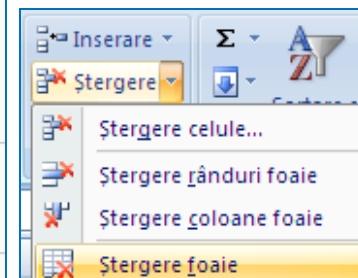 Inserare
Σ
A
Z
Ștergere
Ștergere celule...
Ștergere rânduri foaie
Ștergere coloane foaie
Ștergere foaie